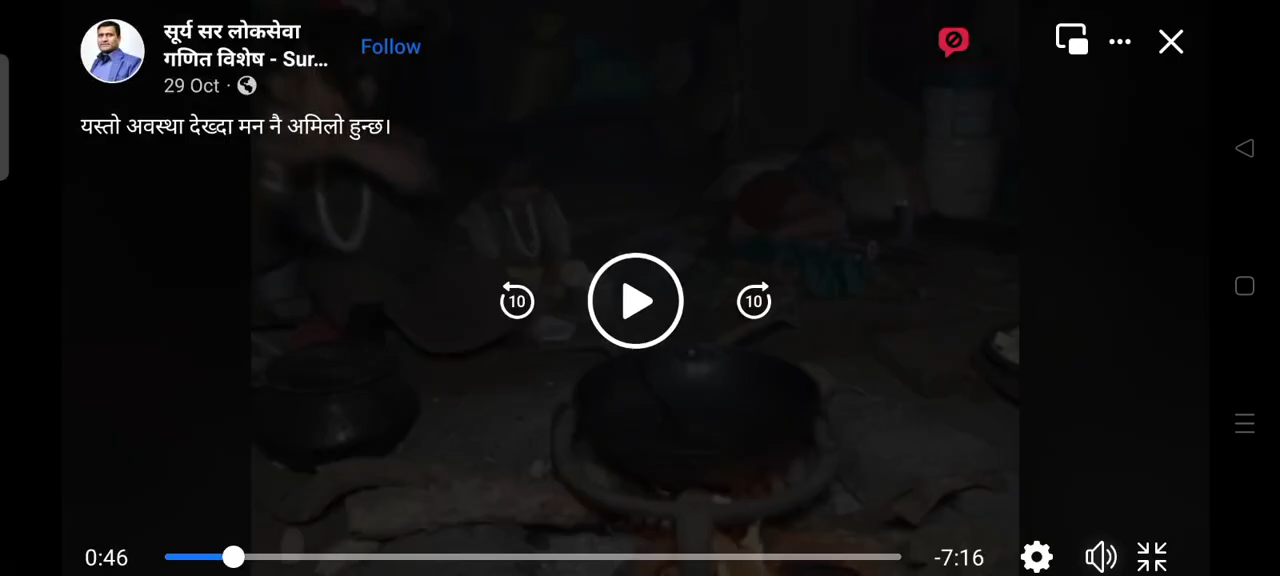 सूर्य सर लोकसेवा
गणित विशेष - Sur...
Follow
29 Oct ·
यस्तो अवस्था देख्दा मन नै अमिलो हुन्छ।
10
10
0:46
-7:16